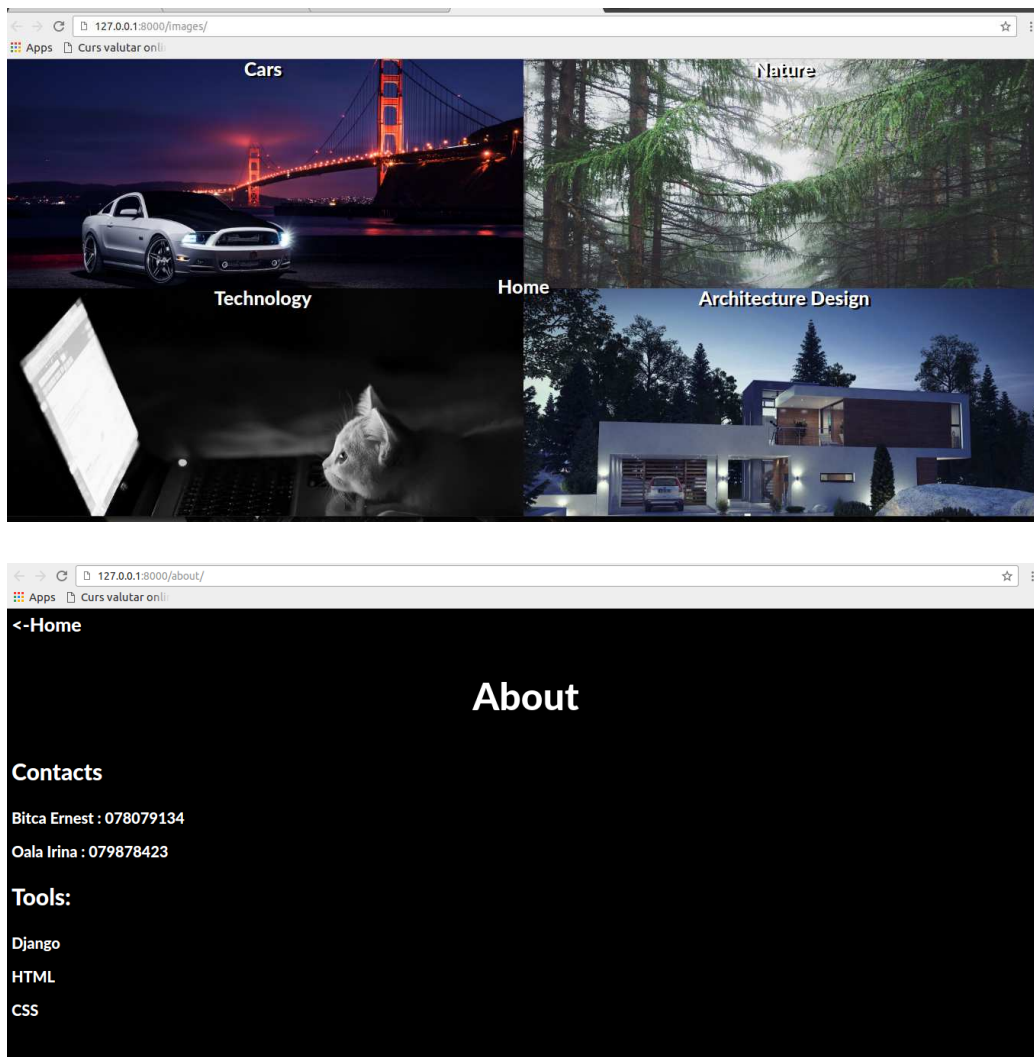 127.0.0.1:8000/images/
Apps Curs valutar onli
Cars
Nature
Home
Technology
Architecture Design
127.0.0.1:8000/about/
Apps Curs valutar onli
<-Home
About
Contacts
Bitca Ernest : 078079134
Oala Irina : 079878423
Tools:
Django
HTML
CSS